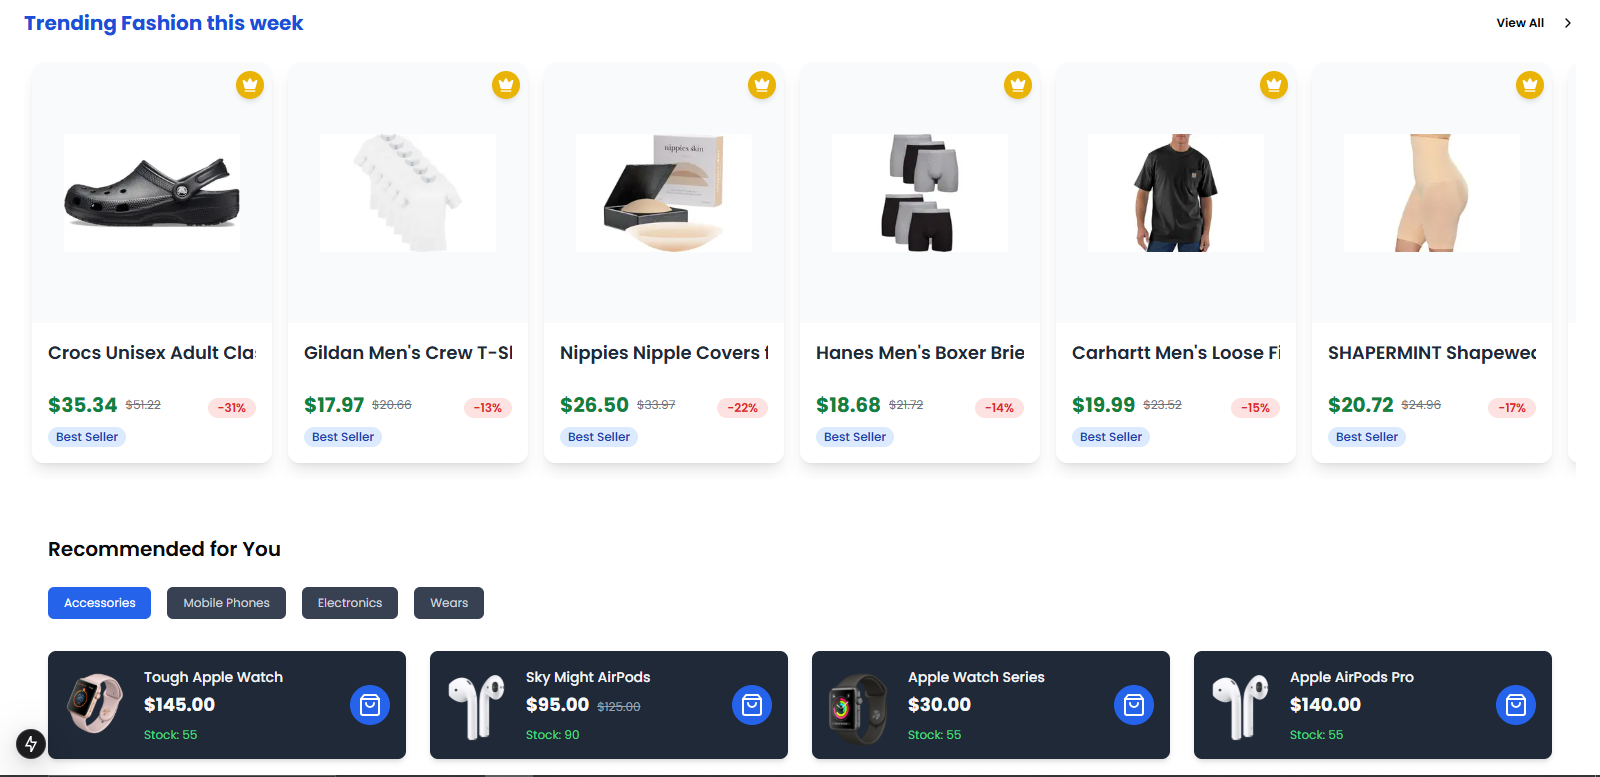 Trending Fashion this week
View All
nippies skin
Crocs Unisex Adult Cla
Gildan Men's Crew T-S
Nippies Nipple Covers f
Hanes Men's Boxer Brie
Carhartt Men's Loose Fi
SHAPERMINT Shapewea
$35.34 $51.22 -31%
$17.97 $20.66 -13%
$26.50 $33.97 -22%
$18.68 $21.72 -14%
$19.99 $23.52 -15%
$20.72 $24.96 -17%
Best Seller
Best Seller
Best Seller
Best Seller
Best Seller
Best Seller
Recommended for You
Accessories
Mobile Phones
Electronics
Wears
Tough Apple Watch
$145.00
Stock: 55
Sky Might AirPods
$95.00 $125.00
Stock: 90
Apple Watch Series
$30.00
Stock: 55
Apple AirPods Pro
$140.00
Stock: 55